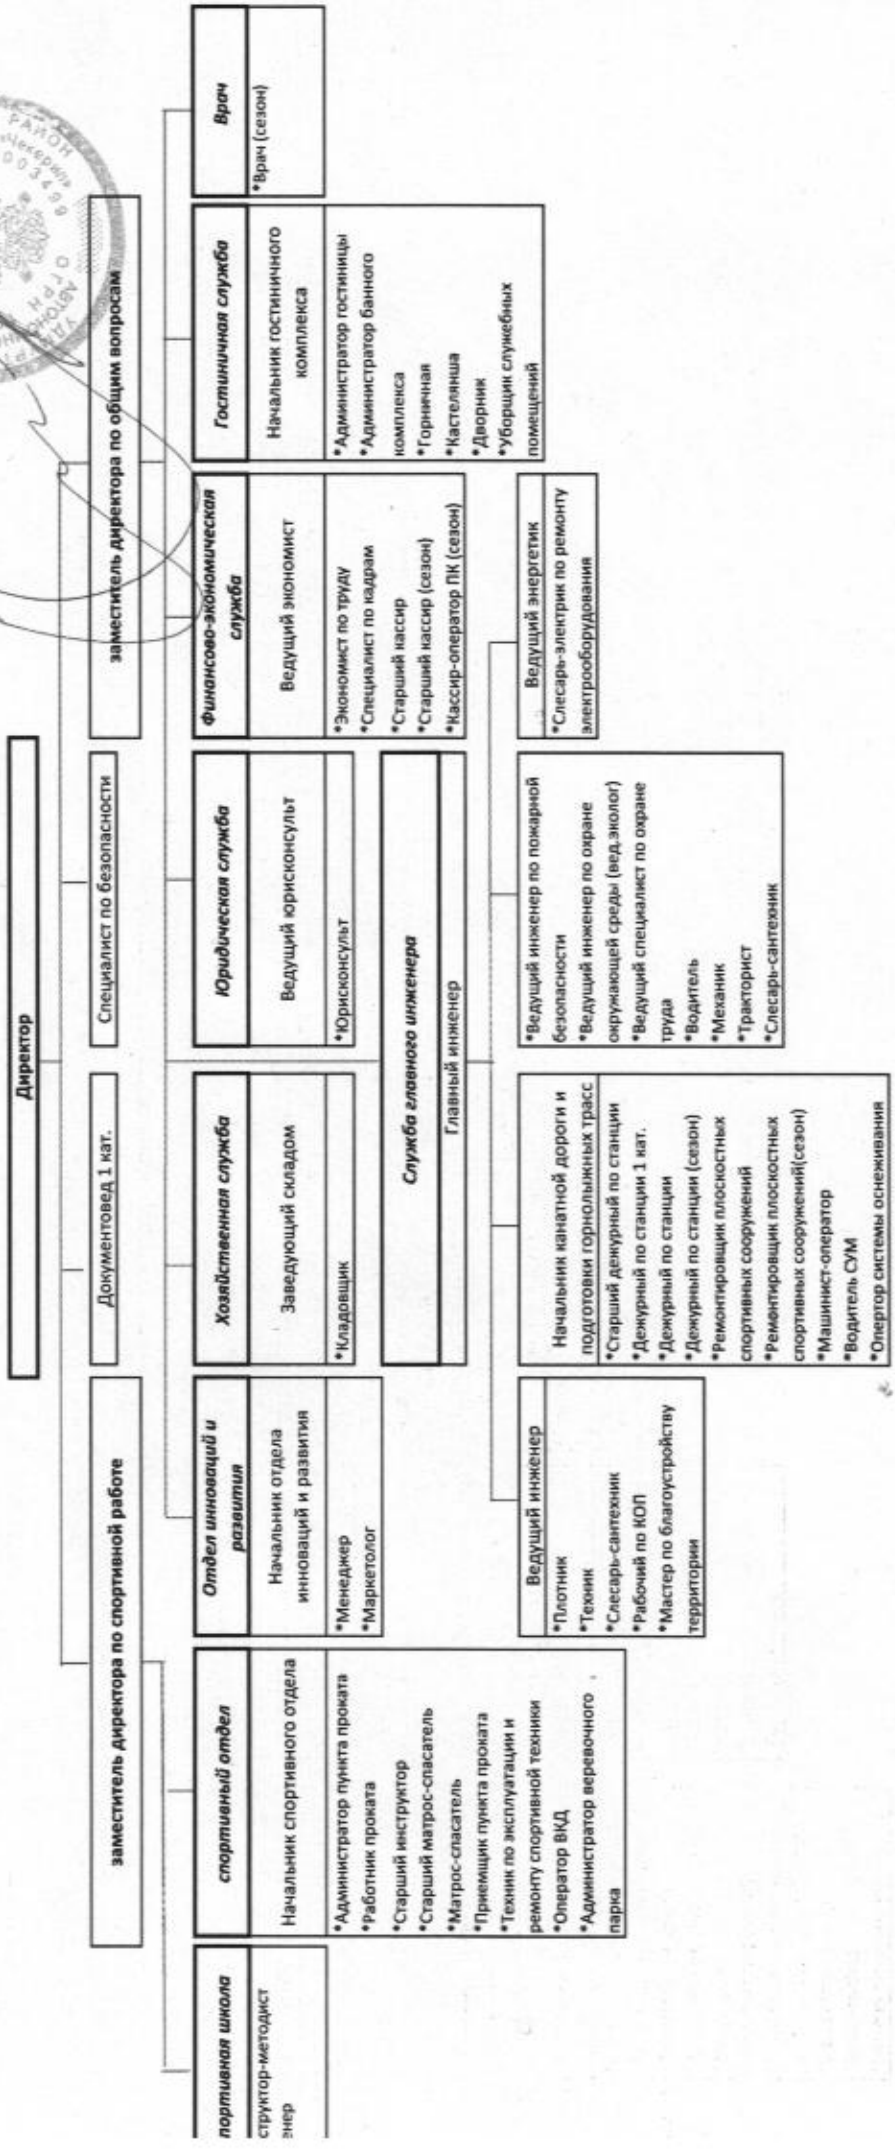 Директор
заместитель директора по спортивной работе
Документовед 1 кат.
Специалист по безопасности
заместитель директора по общим вопросам
портивная школа
структор-методист
енер
спортивный отдел
Начальник спортивного отдела
*Администратор пункта проката
*Работник проката
*Старший инструктор
*Старший матрос-спасатель
*Матрос-спасатель
*Приемщик пункта проката
*Техник по эксплуатации и
ремонту спортивной техники
*Оператор ВКД
*Администратор веревочного
парка
Отдел инноваций и
развития
Начальник отдела
инноваций и развития
*Менеджер
*Маркетолог
Хозяйственная служба
Заведующий складом
*Кладовщик
Юридическая служба
Ведущий юрисконсульт
*Юрисконсульт
Финансово-экономическая
служба
Ведущий экономист
*Экономист по труду
*Специалист по кадрам
*Старший кассир
*Старший кассир (сезон)
*Кассир-оператор ПК (сезон)
Гостиничная служба
Начальник гостиничного
комплекса
*Администратор гостиницы
*Администратор банного
комплекса
*Горничная
*Кастелянша
*Дворник
*Уборщик служебных
помещений
Врач
*Врач (сезон)
Служба главного инженера
Главный инженер
Ведущий инженер
*Плотник
*Техник
*Слесарь-сантехник
*Рабочий по КОП
*Мастер по благоустройству
территории
Начальник канатной дороги и
подготовки горнолыжных трасс
*Старший дежурный по станции
*Дежурный по станции 1 кат.
*Дежурный по станции
*Дежурный по станции (сезон)
*Ремонтировщик плоскостных
спортивных сооружений
*Ремонтировщик плоскостных
спортивных сооружений(сезон)
*Машинист-оператор
*Водитель СУМ
*Опертор системы оснеживания
*Ведущий инженер по пожарной
безопасности
*Ведущий инженер по охране
окружающей среды (вед.эколог)
*Ведущий специалист по охране
труда
*Водитель
*Механик
*Тракторист
*Слесарь-сантехник
Ведущий энергетик
*Слесарь-электрик по ремонту
электрооборудования
РАЙОН
«Чекерил»
003499
ОГРН